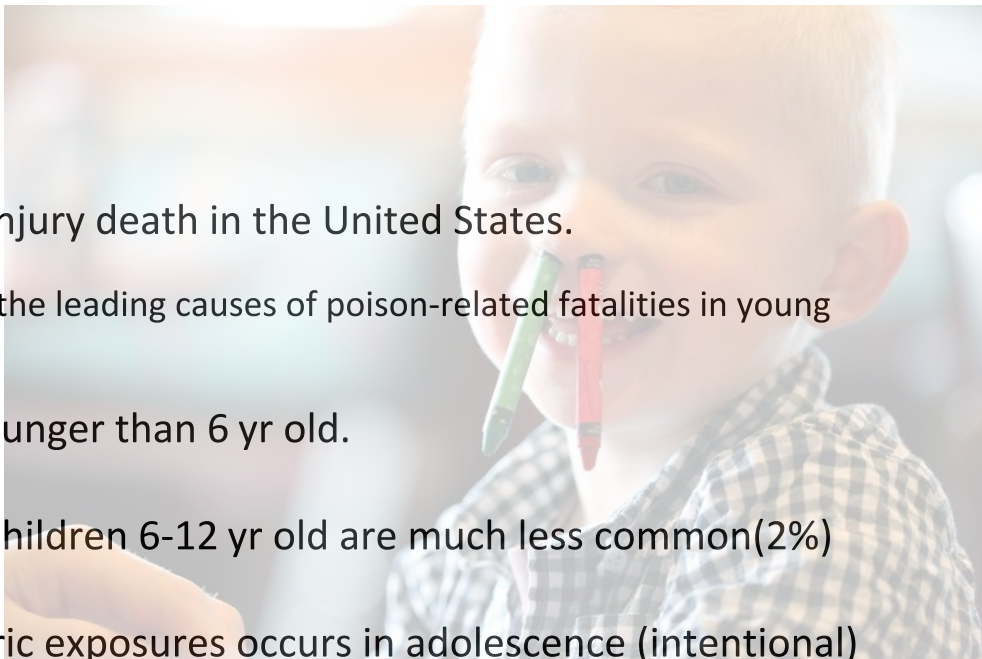 njury death in the United States.
the leading causes of poison-related fatalities in young
unger than 6 yr old.
hildren 6-12 yr old are much less common(2%)
ric exposures occurs in adolescence (intentional)